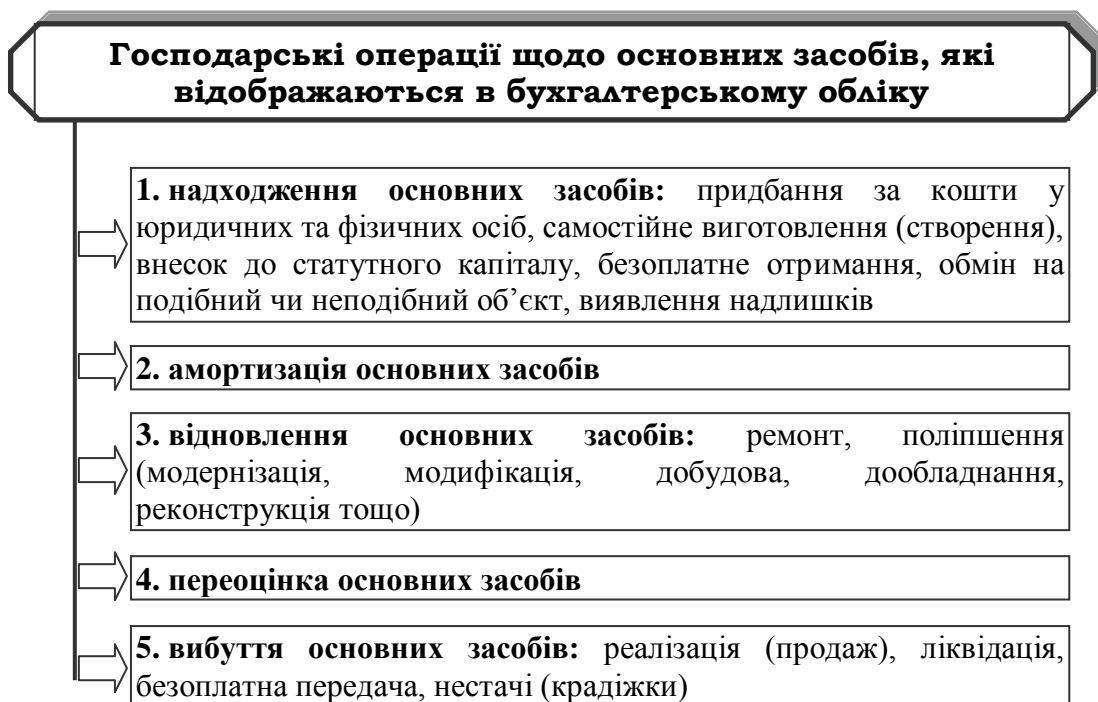 Господарські операції щодо основних засобів, які
відображаються в бухгалтерському обліку
1. надходження основних засобів: придбання за кошти у
юридичних та фізичних осіб, самостійне виготовлення (створення),
внесок до статутного капіталу, безоплатне отримання, обмін на
подібний чи неподібний об’єкт, виявлення надлишків
2. амортизація основних засобів
3. відновлення основних засобів: ремонт, поліпшення
(модернізація, модифікація, добудова, дообладнання,
реконструкція тощо)
4. переоцінка основних засобів
5. вибуття основних засобів: реалізація (продаж), ліквідація,
безоплатна передача, нестачі (крадіжки)